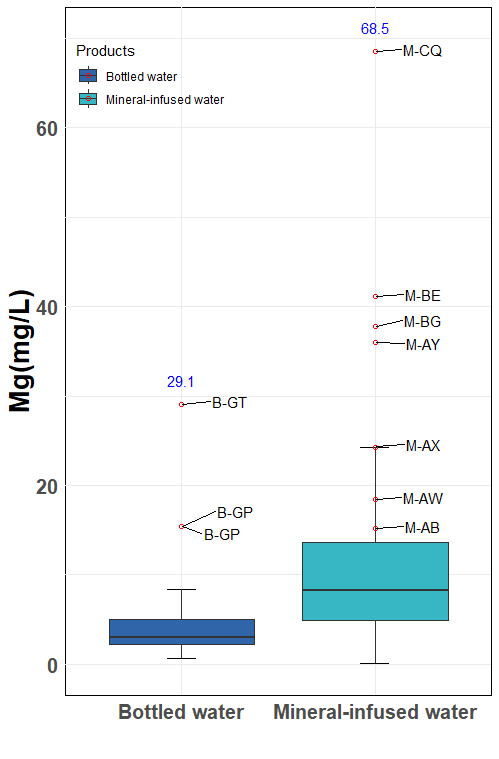 68.5
Products
M-CQ
Bottled water
Mineral-infused water
60
Mg(mg/L)
M-BE
40
M-BG
M-AY
29.1
B-GT
M-AX
20
M-AW
B-GP
M-AB
B-GP
0
Bottled water Mineral-infused water